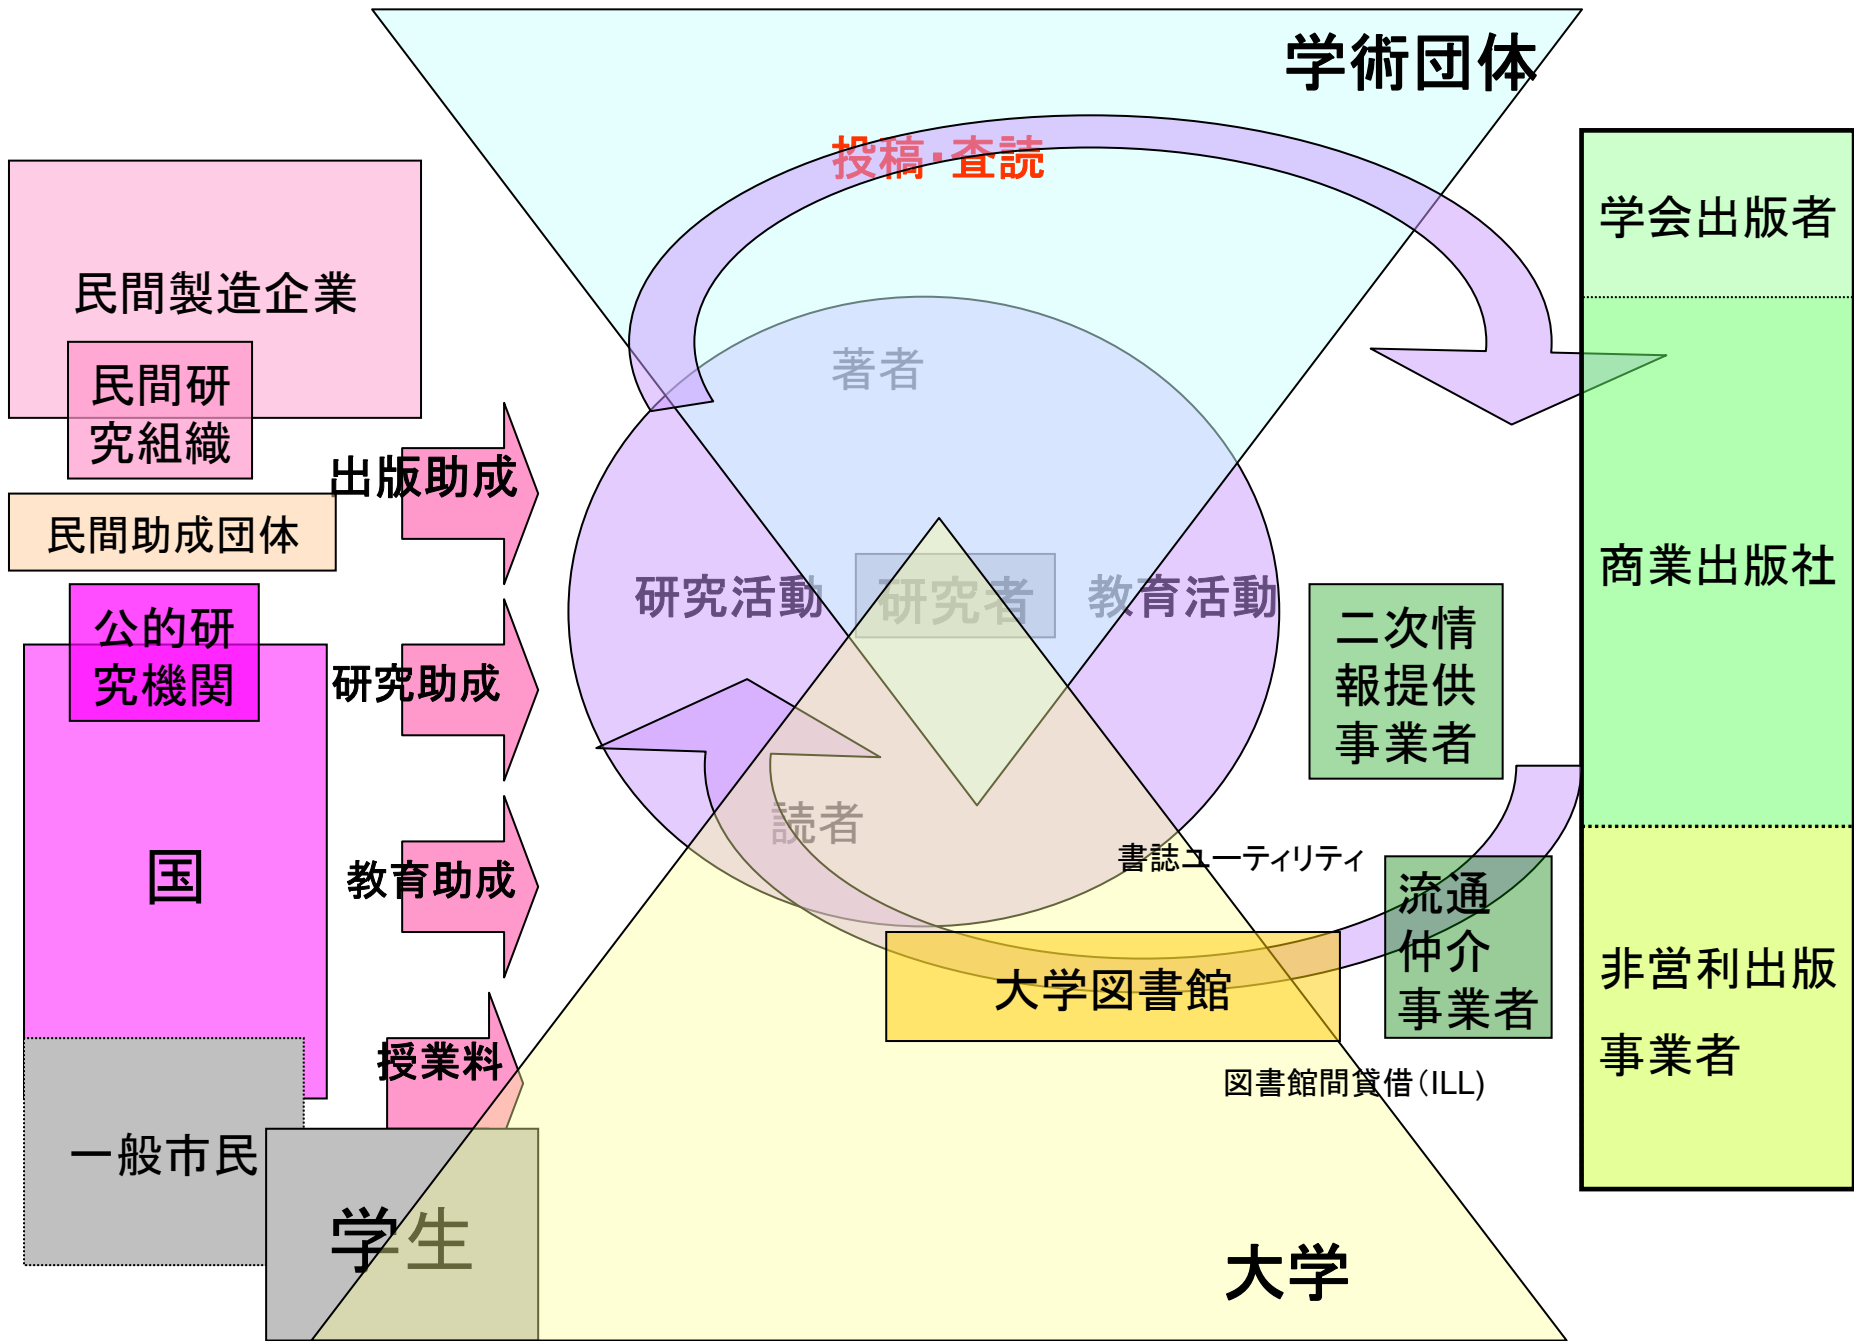 学術団体
投稿・査読
学会出版者
民間製造企業
著者
民間研
究組織
出版助成
民間助成団体
商業出版社
研究活動
研究者
教育活動
公的研
究機関
研究助成
二次情
報提供
事業者
読者
書誌ユーティリティ
国
教育助成
流通
仲介
事業者
大学図書館
非営利出版
事業者
授業料
図書館間貸借(ILL)
一般市民
学生
大学